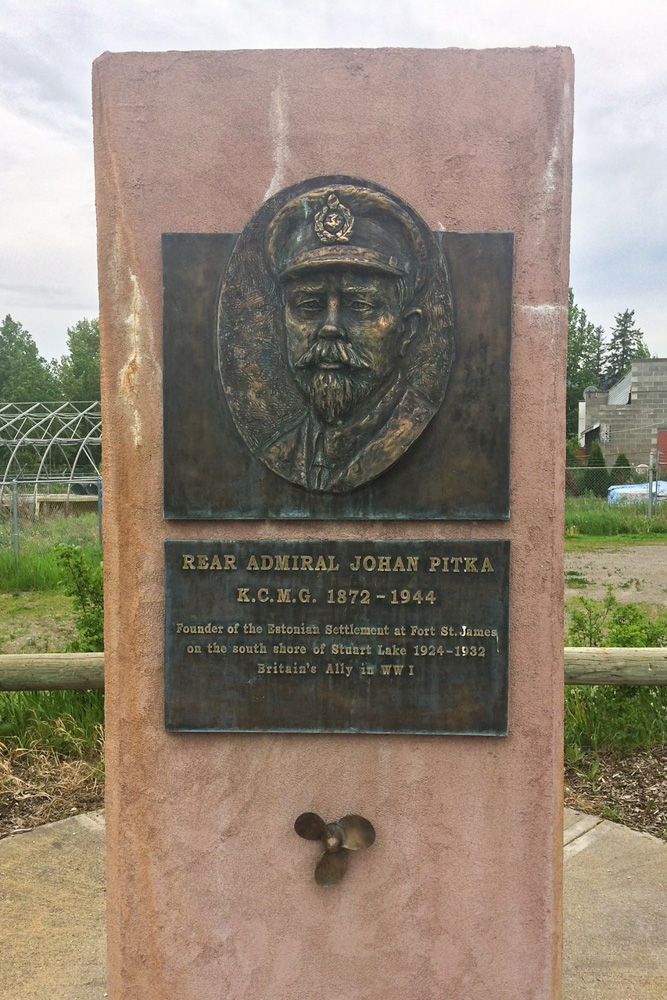 REAR ADMIRAL JOHAN PITKA
K.C.M.G. 1872-1944
Founder of the Estonian Settlement at Fort St. James
on the south shore of Stuart Lake 1924-1932
Britain's Ally in WW I